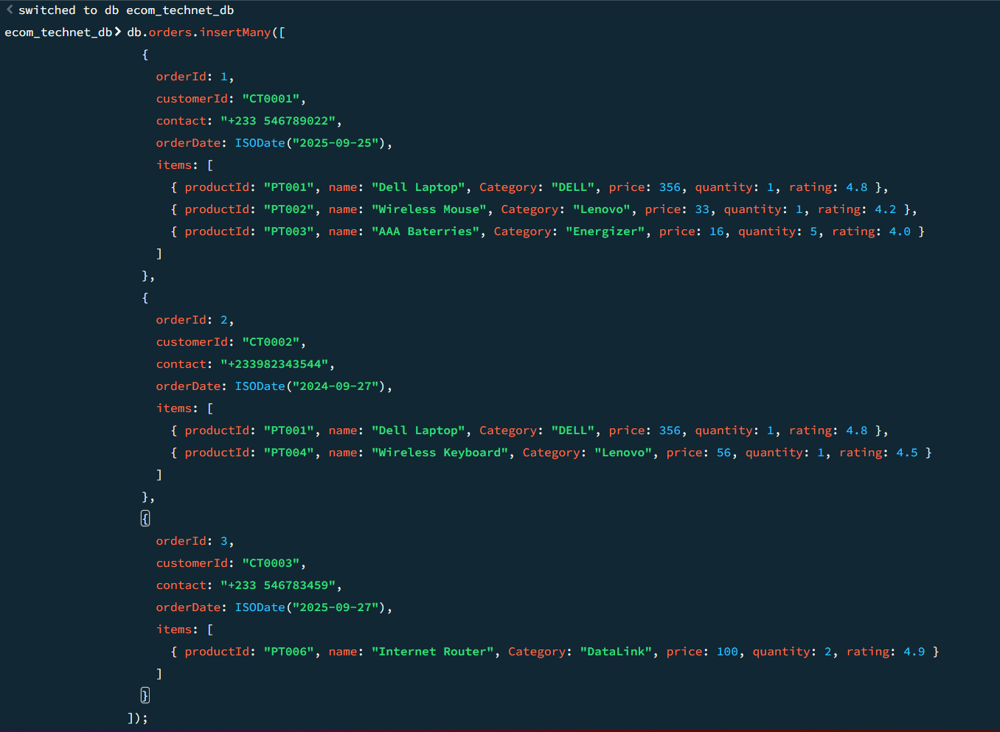 switched to db ecom_technet_db
ecom_technet_db> db.orders.insertMany([
{
orderId: 1,
customerId: "CT0001",
contact: "+233 546789022",
orderDate: ISODate("2025-09-25"),
items: [
{ productId: "PT001", name: "Dell Laptop", Category: "DELL", price: 356, quantity: 1, rating: 4.8 },
{ productId: "PT002", name: "Wireless Mouse", Category: "Lenovo", price: 33, quantity: 1, rating: 4.2 },
{ productId: "PT003", name: "AAA Baterries", Category: "Energizer", price: 16, quantity: 5, rating: 4.0 }
]
},
{
orderId: 2,
customerId: "CT0002",
contact: "+233982343544",
orderDate: ISODate("2024-09-27"),
items: [
{ productId: "PT001", name: "Dell Laptop", Category: "DELL", price: 356, quantity: 1, rating: 4.8 },
{ productId: "PT004", name: "Wireless Keyboard", Category: "Lenovo", price: 56, quantity: 1, rating: 4.5 }
]
},
{
orderId: 3,
customerId: "CT0003",
contact: "+233 546783459",
orderDate: ISODate("2025-09-27"),
items: [
{ productId: "PT006", name: "Internet Router", Category: "DataLink", price: 100, quantity: 2, rating: 4.9 }
]
}
]);